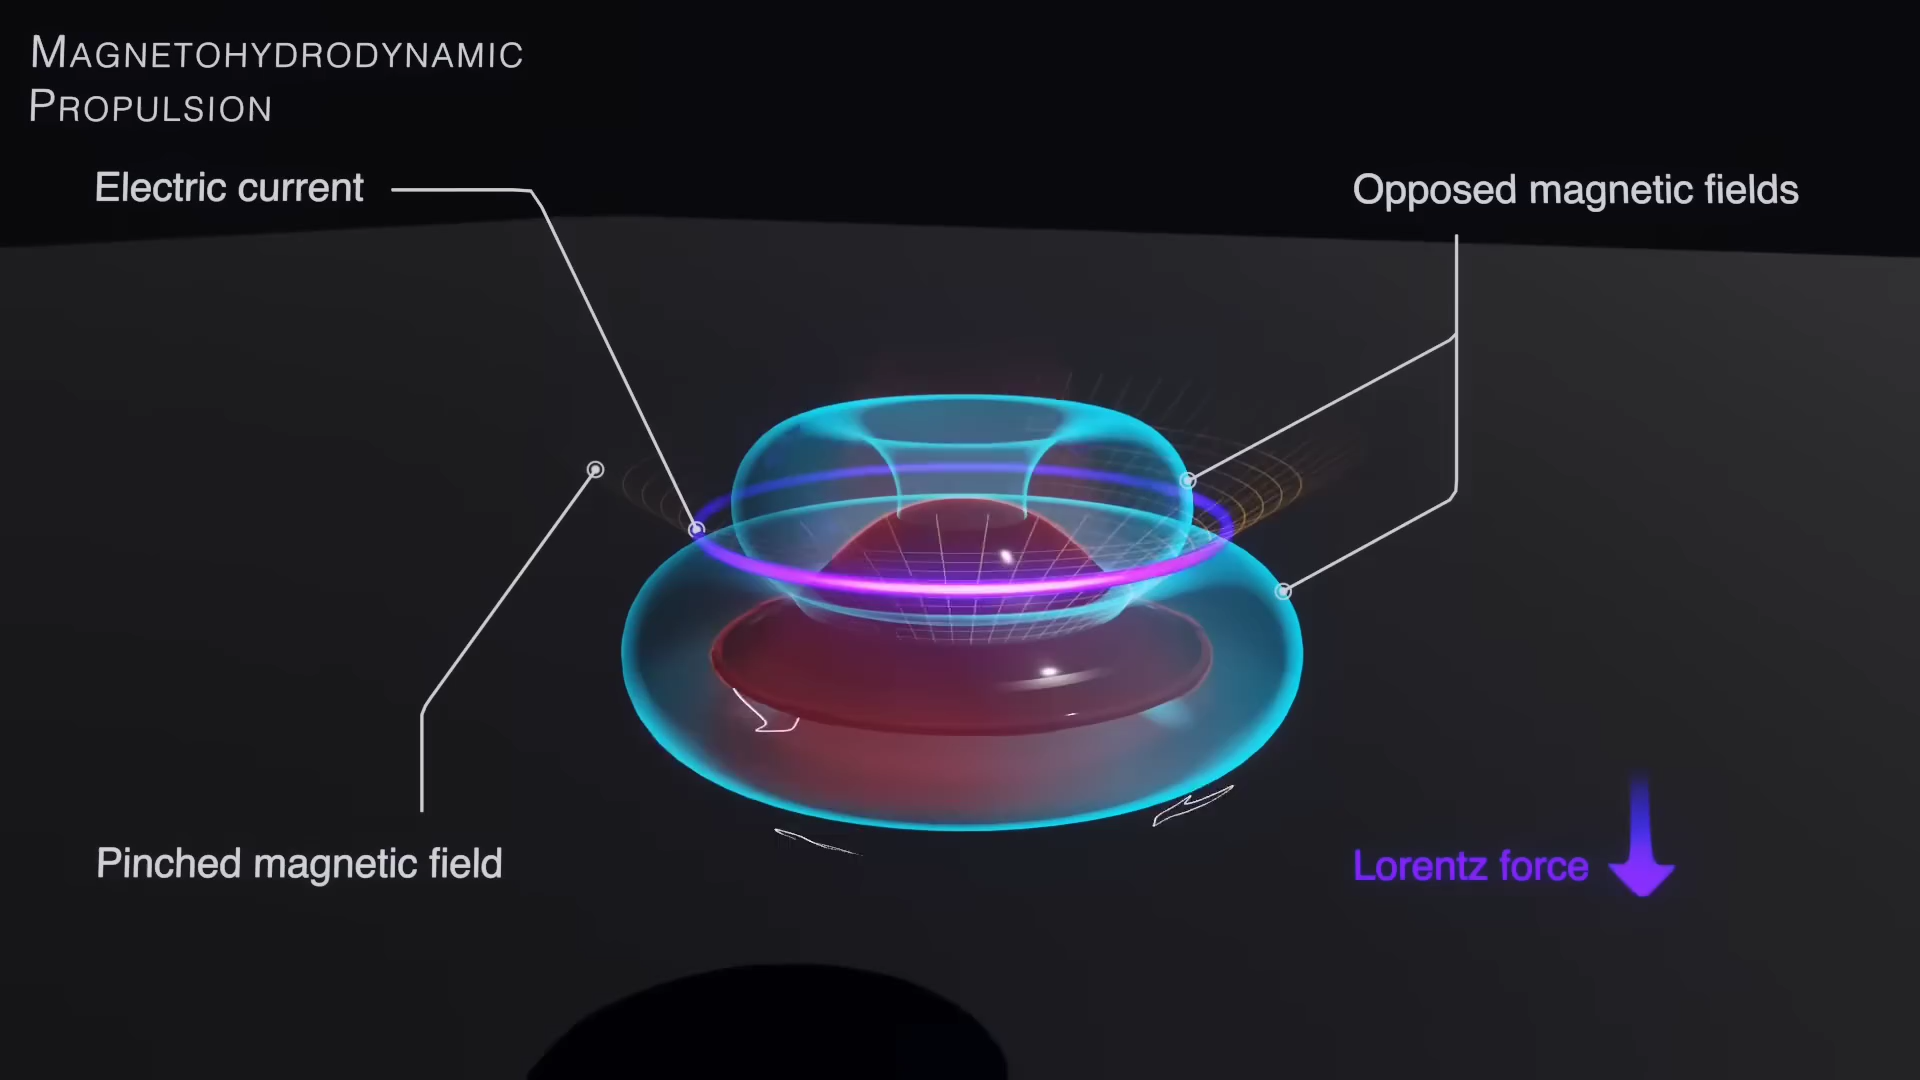 MAGNETOHYDRODYNAMIC
PROPULSION
Electric current
Opposed magnetic fields
Pinched magnetic field
Lorentz force